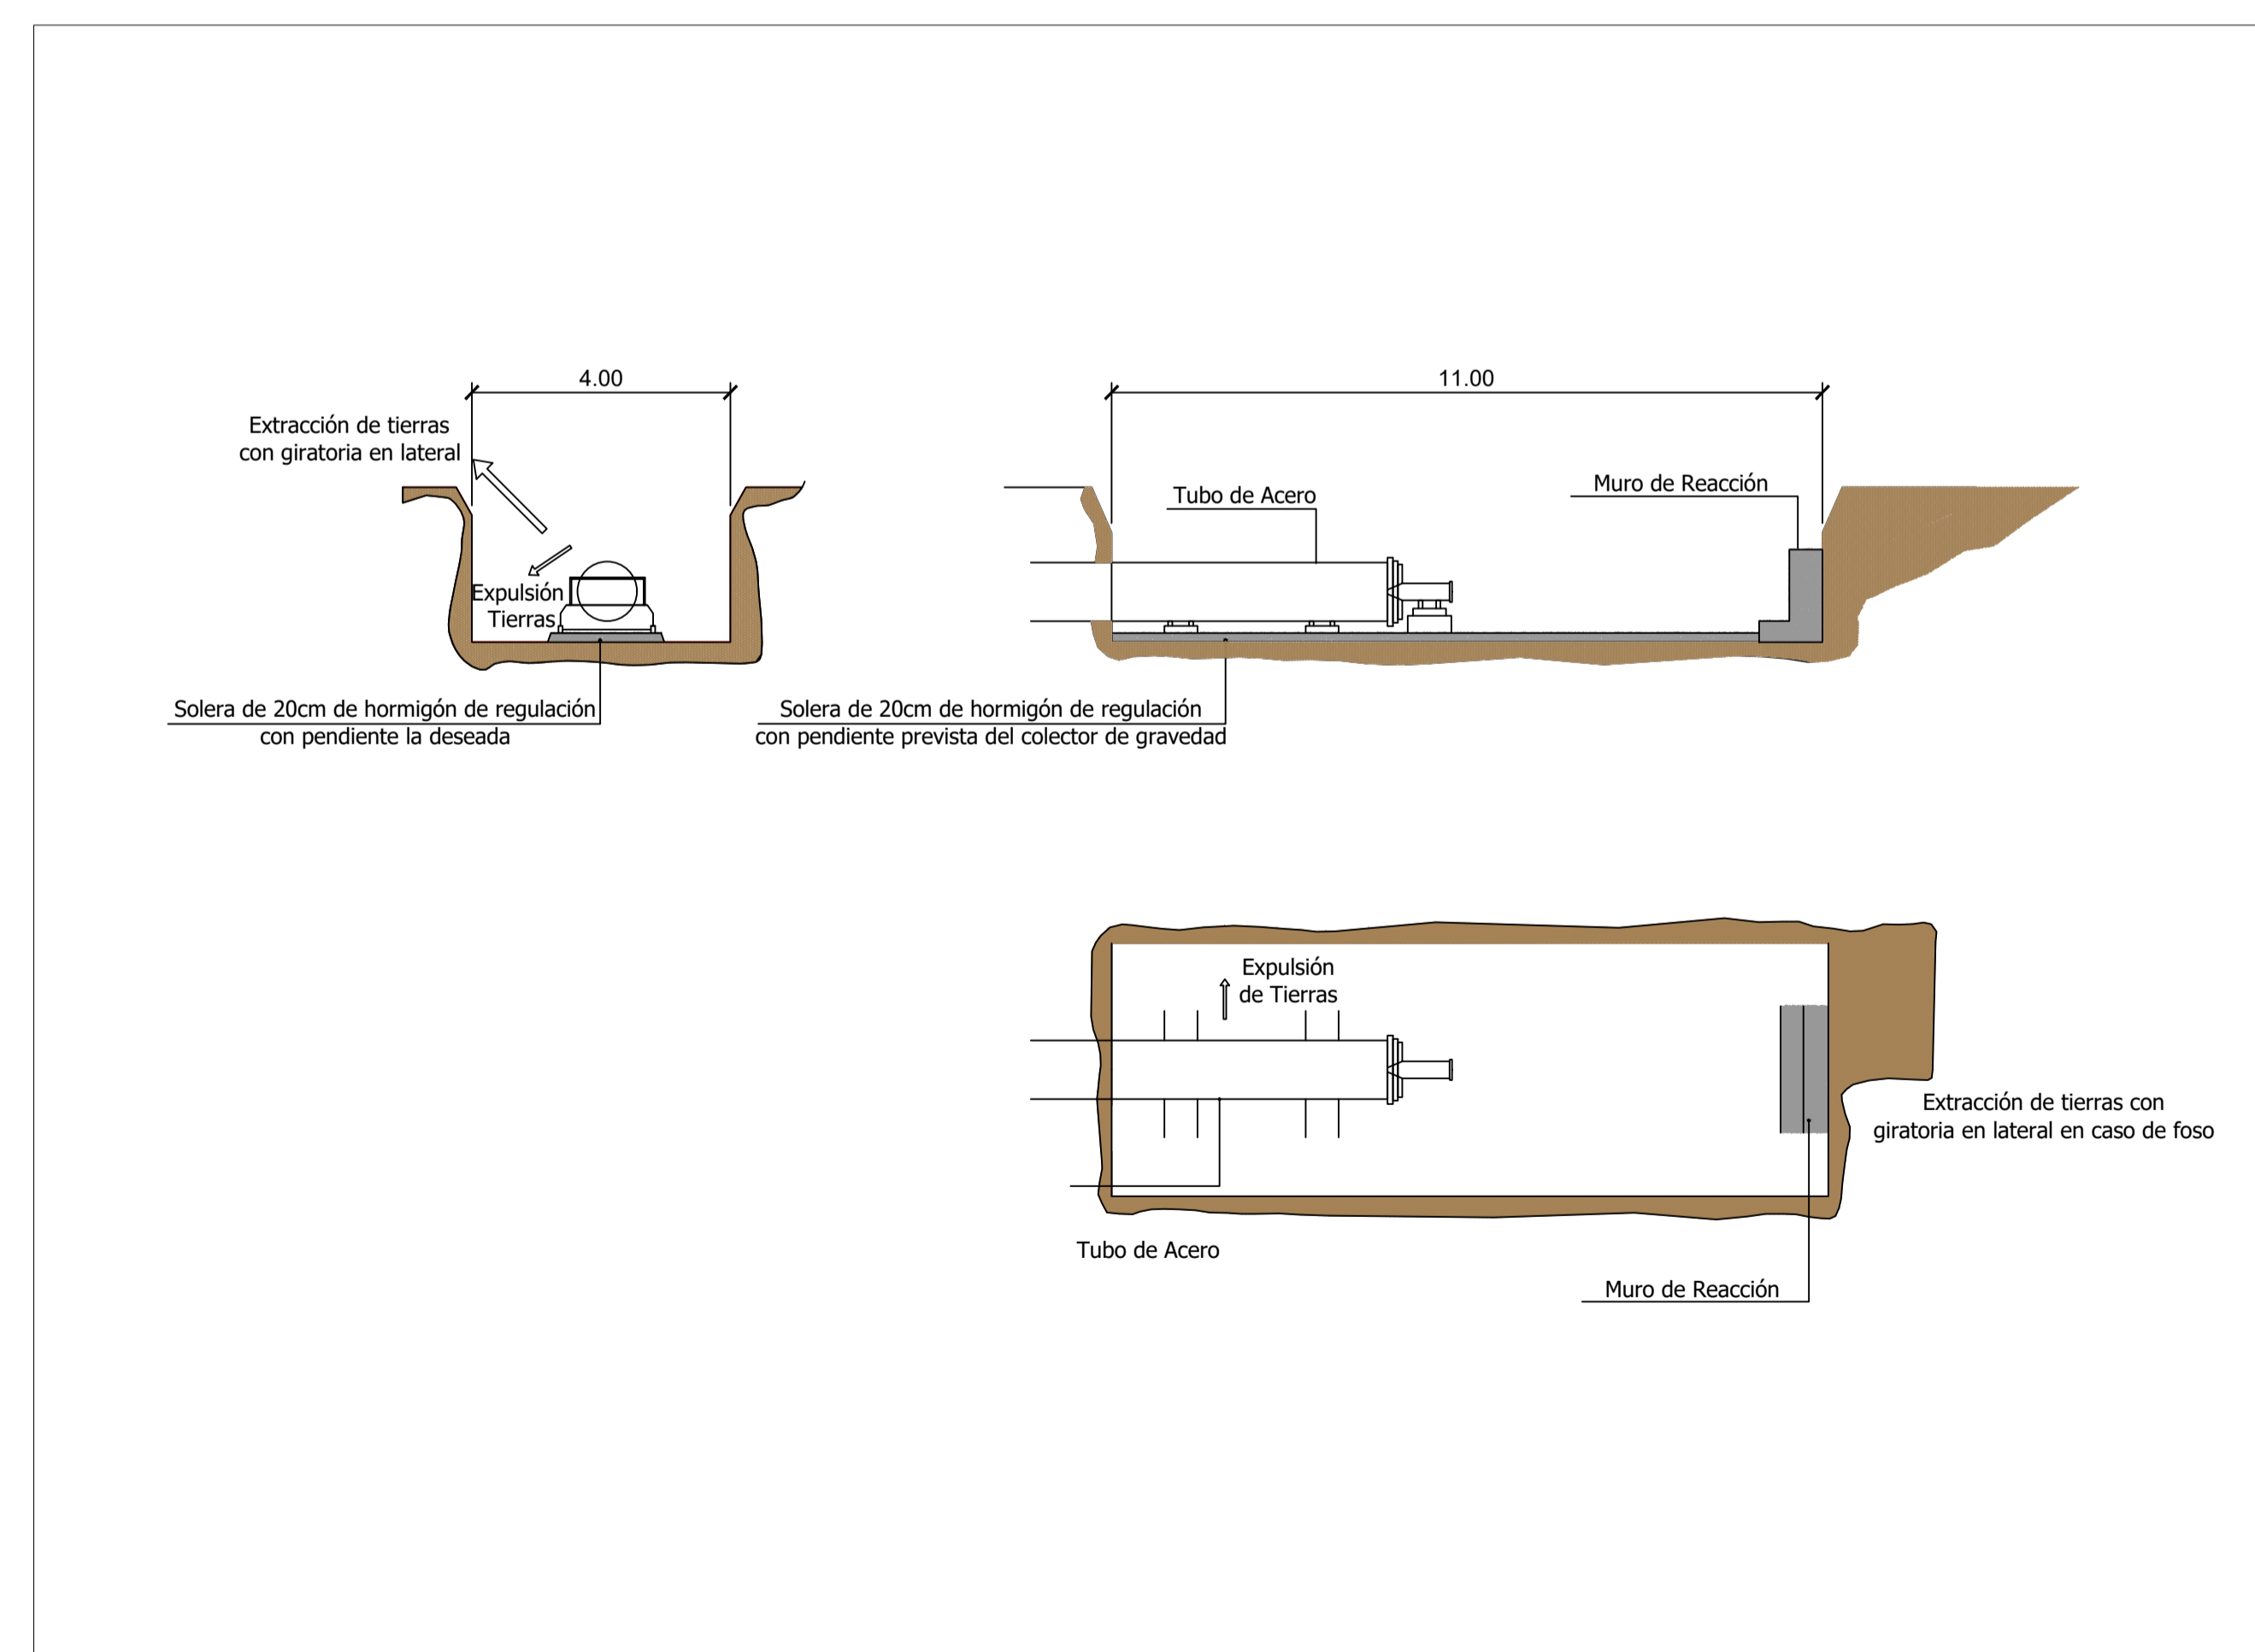 4.00
Extracción de tierras
con giratoria en lateral
Expulsión
Tierras
Solera de 20cm de hormigón de regulación
con pendiente la deseada
11.00
Tubo de Acero
Muro de Reacción
Solera de 20cm de hormigón de regulación
con pendiente prevista del colector de gravedad
Expulsión
de Tierras
Extracción de tierras con
giratoria en lateral en caso de foso
Tubo de Acero
Muro de Reacción